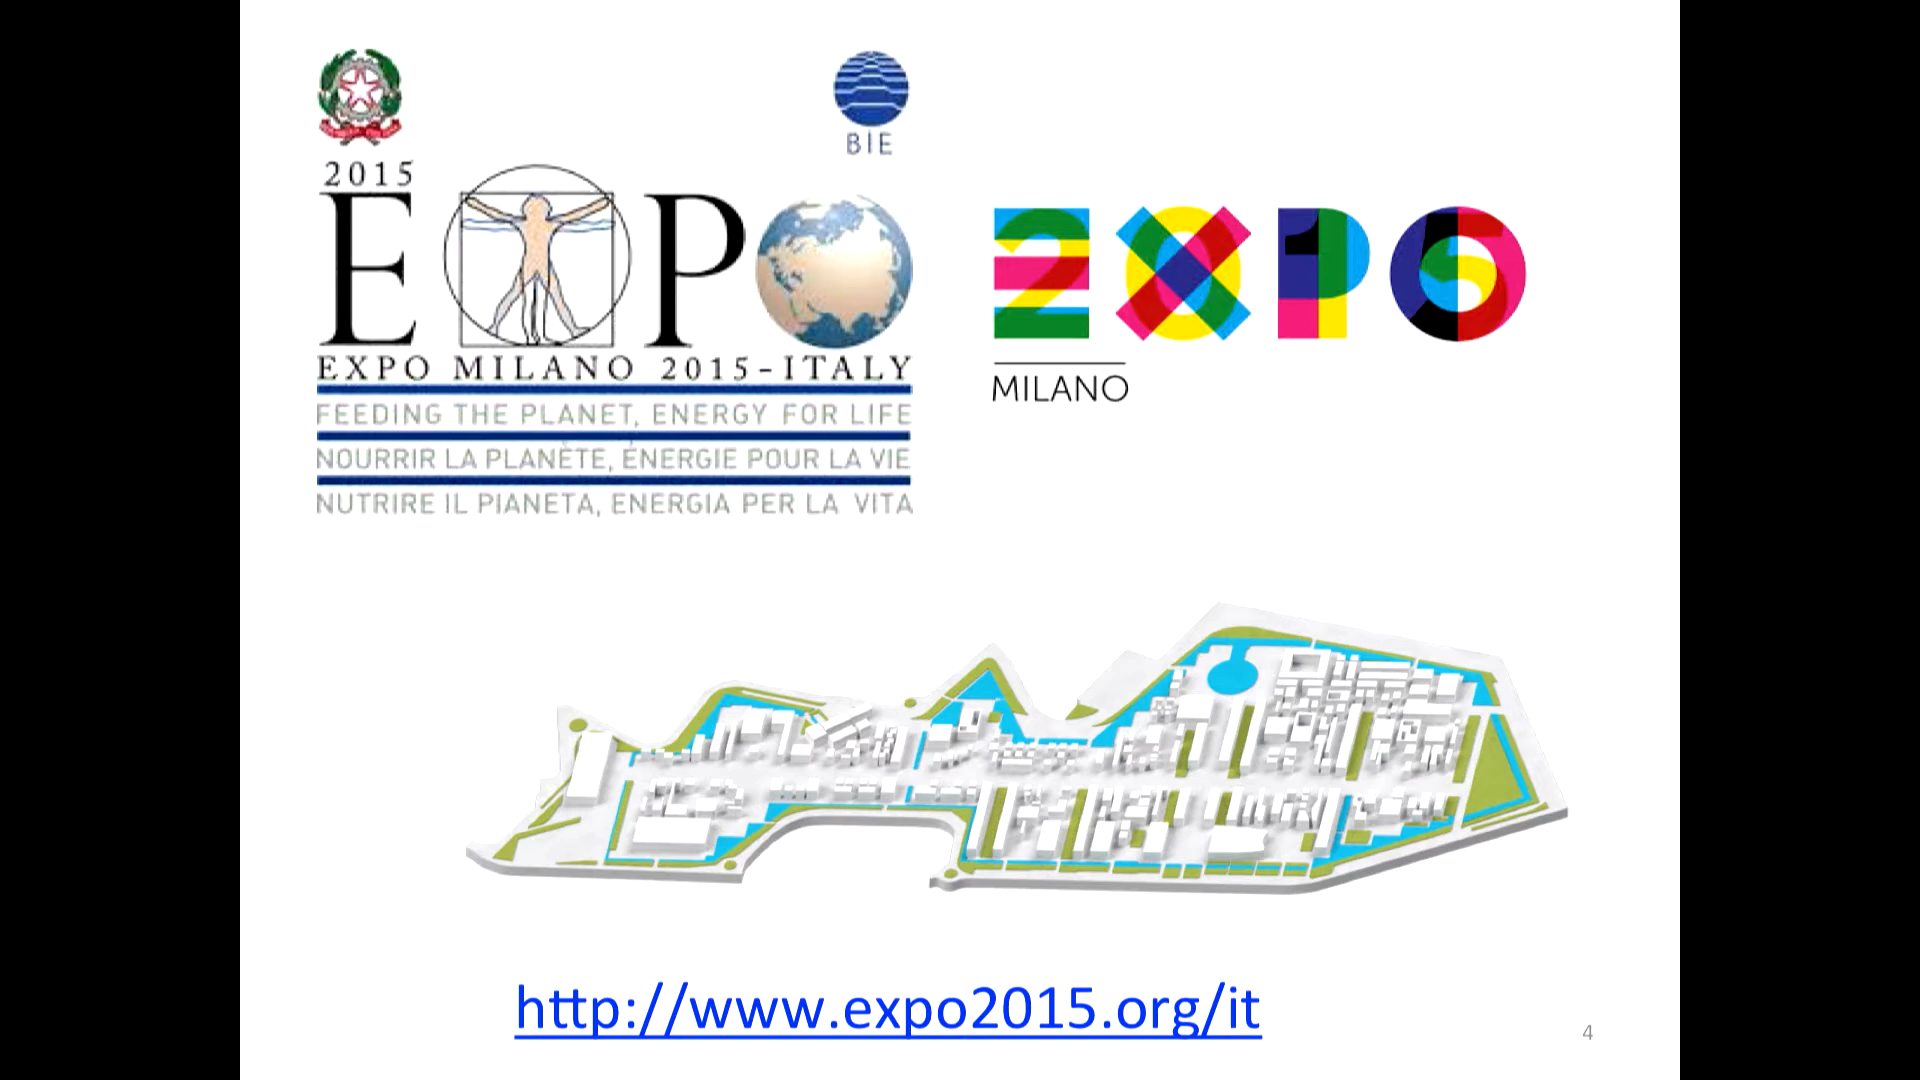 BIE
2015
EXPO
EXPO MILANO 2015-ITALY
FEEDING THE PLANET, ENERGY FOR LIFE
NOURRIR LA PLANÈTE, ÉNERGIE POUR LA VIE
NUTRIRE IL PIANETA, ENERGIA PER LA VITA
EXPO
2015
MILANO
http://www.expo2015.org/it
4